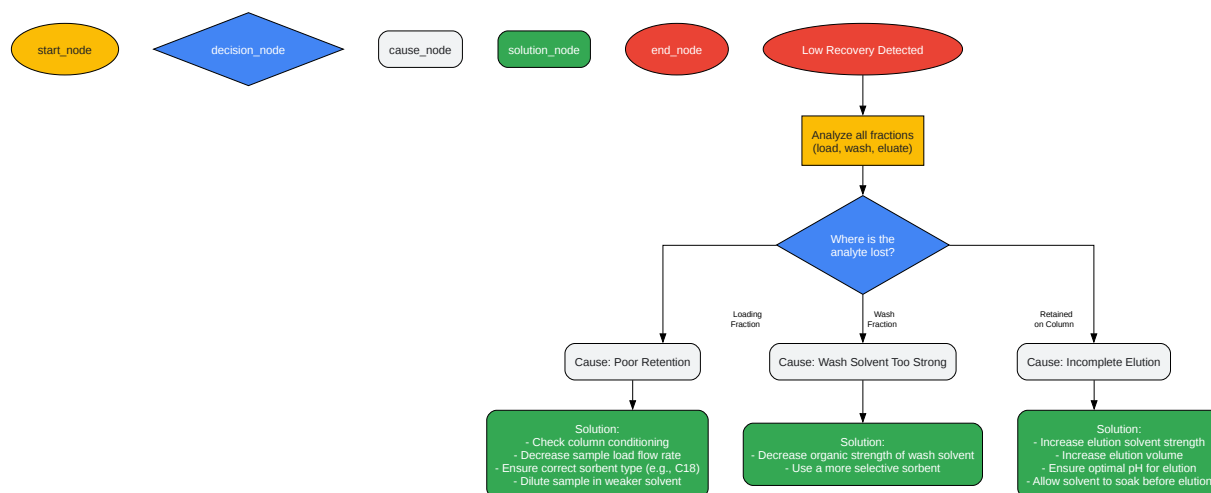 start_node
decision_node
cause_node
solution_node
end_node
Low Recovery Detected
Analyze all fractions
(load, wash, eluate)
Where is the
analyte lost?
Loading
Fraction
Wash
Fraction
Retained
on Column
Cause: Poor Retention
Cause: Wash Solvent Too Strong
Cause: Incomplete Elution
Solution:
- Check column conditioning
- Decrease sample load flow rate
- Ensure correct sorbent type (e.g., C18)
- Dilute sample in weaker solvent
Solution:
- Decrease organic strength of wash solvent
- Use a more selective sorbent
Solution:
- Increase elution solvent strength
- Increase elution volume
- Ensure optimal pH for elution
- Allow solvent to soak before elution